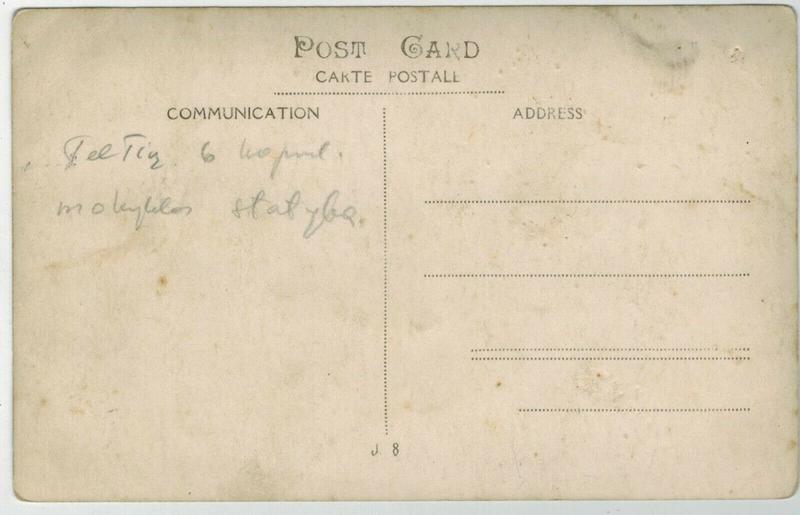 POST CARD
CARTE POSTALE
COMMUNICATION
ADDRESS
6
mokyklos statyba.
J. 8